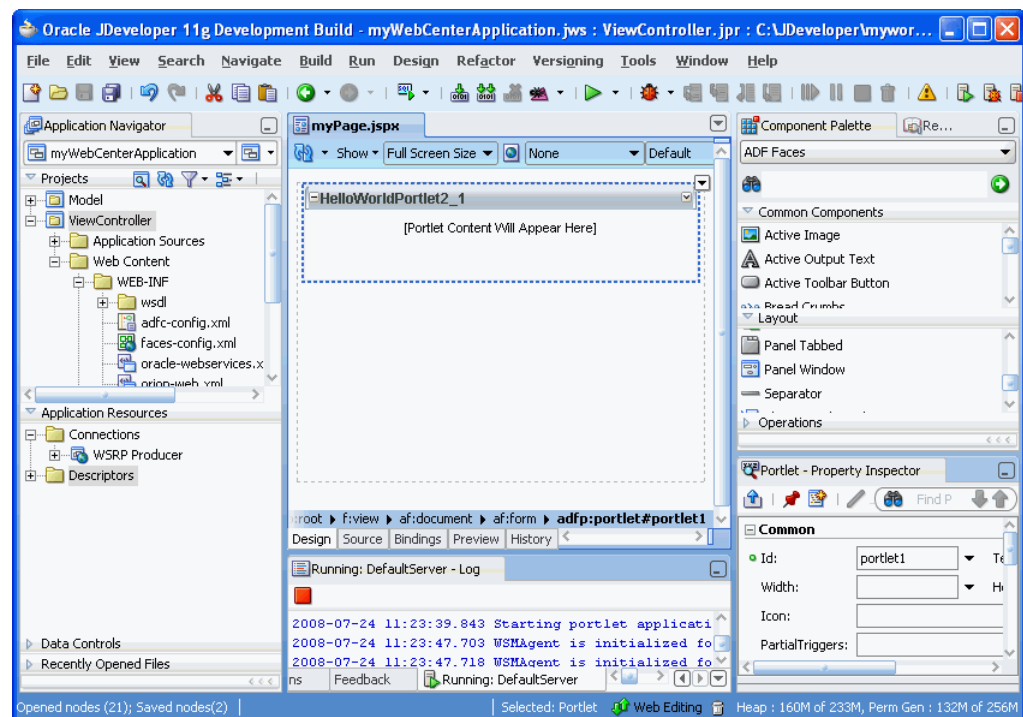 Oracle JDeveloper 11g Development Build - myWebCenterApplication.jws : ViewController.jpr : C:\JDeveloper\mywor...
File Edit View Search Navigate Build Run Design Refactor Versioning Tools Window Help
Application Navigator
myWebCenterApplication
Projects
Model
ViewController
Application Sources
Web Content
WEB-INF
wsdl
adfc-config.xml
faces-config.xml
oracle-webservices.x
orion-web.xml
Application Resources
Connections
WSRP Producer
Descriptors
Data Controls
Recently Opened Files
myPage.jspx
Show Full Screen Size None Default
HelloWorldPortlet2_1
[Portlet Content Will Appear Here]
:root f:view af:document af:form adfp:portlet#portlet1
Design Source Bindings Preview History
Running: DefaultServer - Log
2008-07-24 11:23:39.843 Starting portlet applicati
2008-07-24 11:23:47.703 WSMAgent is initialized fo
2008-07-24 11:23:47.718 WSMAgent is initialized fo
ns Feedback Running: DefaultServer
Component Palette Re...
ADF Faces
Common Components
Active Image
Active Output Text
Active Toolbar Button
Bread Crumbs
Layout
Panel Tabbed
Panel Window
Separator
Operations
Portlet - Property Inspector
Find P
Common
Id: portlet1 Te
Width: He
Icon:
PartialTriggers:
Opened nodes (21); Saved nodes(2) Selected: Portlet Web Editing Heap : 160M of 233M, Perm Gen : 132M of 256M